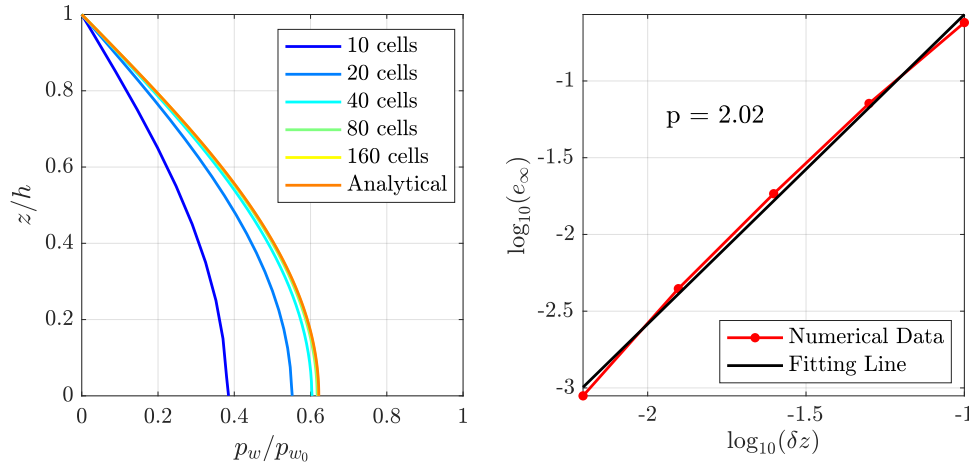 1
0.8
0.6
0.4
0.2
0
z/h
0 0.2 0.4 0.6 0.8 1
p_w/p_{w_0}
10 cells
20 cells
40 cells
80 cells
160 cells
Analytical
-1
-1.5
-2
-2.5
-3
log₁₀(e_∞)
p = 2.02
Numerical Data
Fitting Line
-2 -1.5 -1
log₁₀(δz)